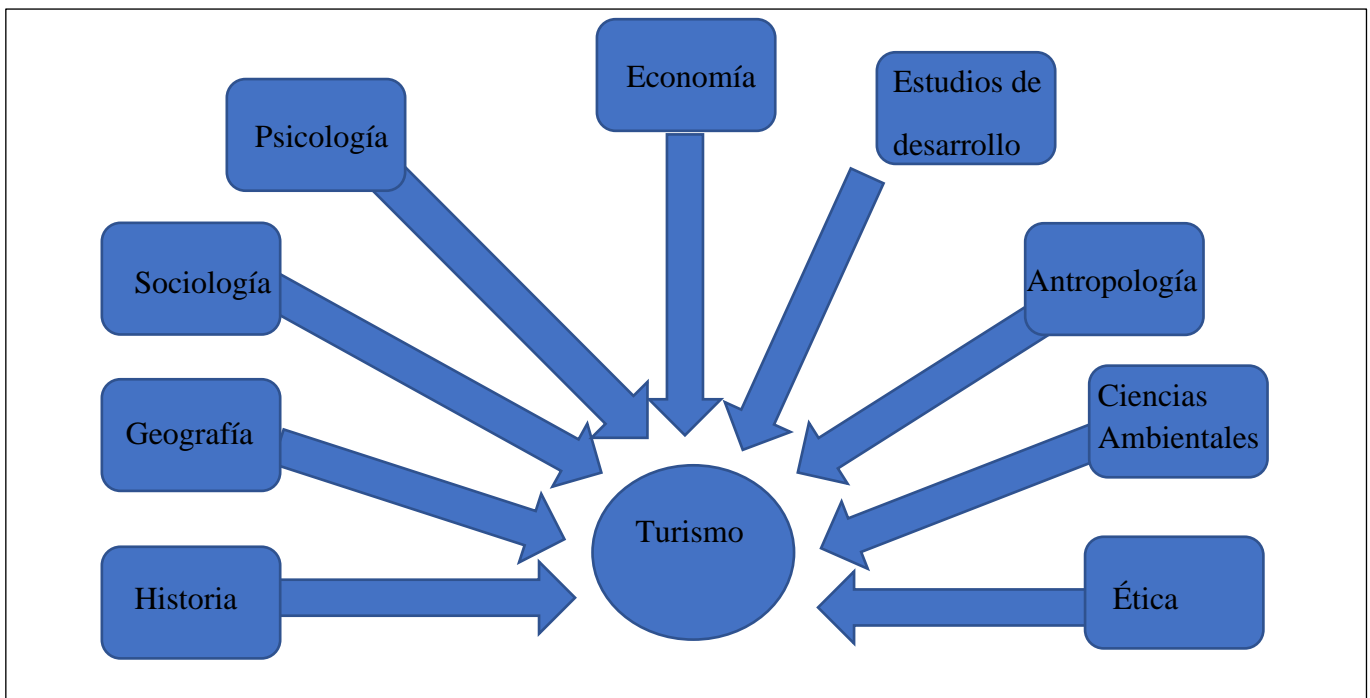 Economía
Estudios de
desarrollo
Psicología
Sociología
Antropología
Geografía
Ciencias
Ambientales
Turismo
Historia
Ética